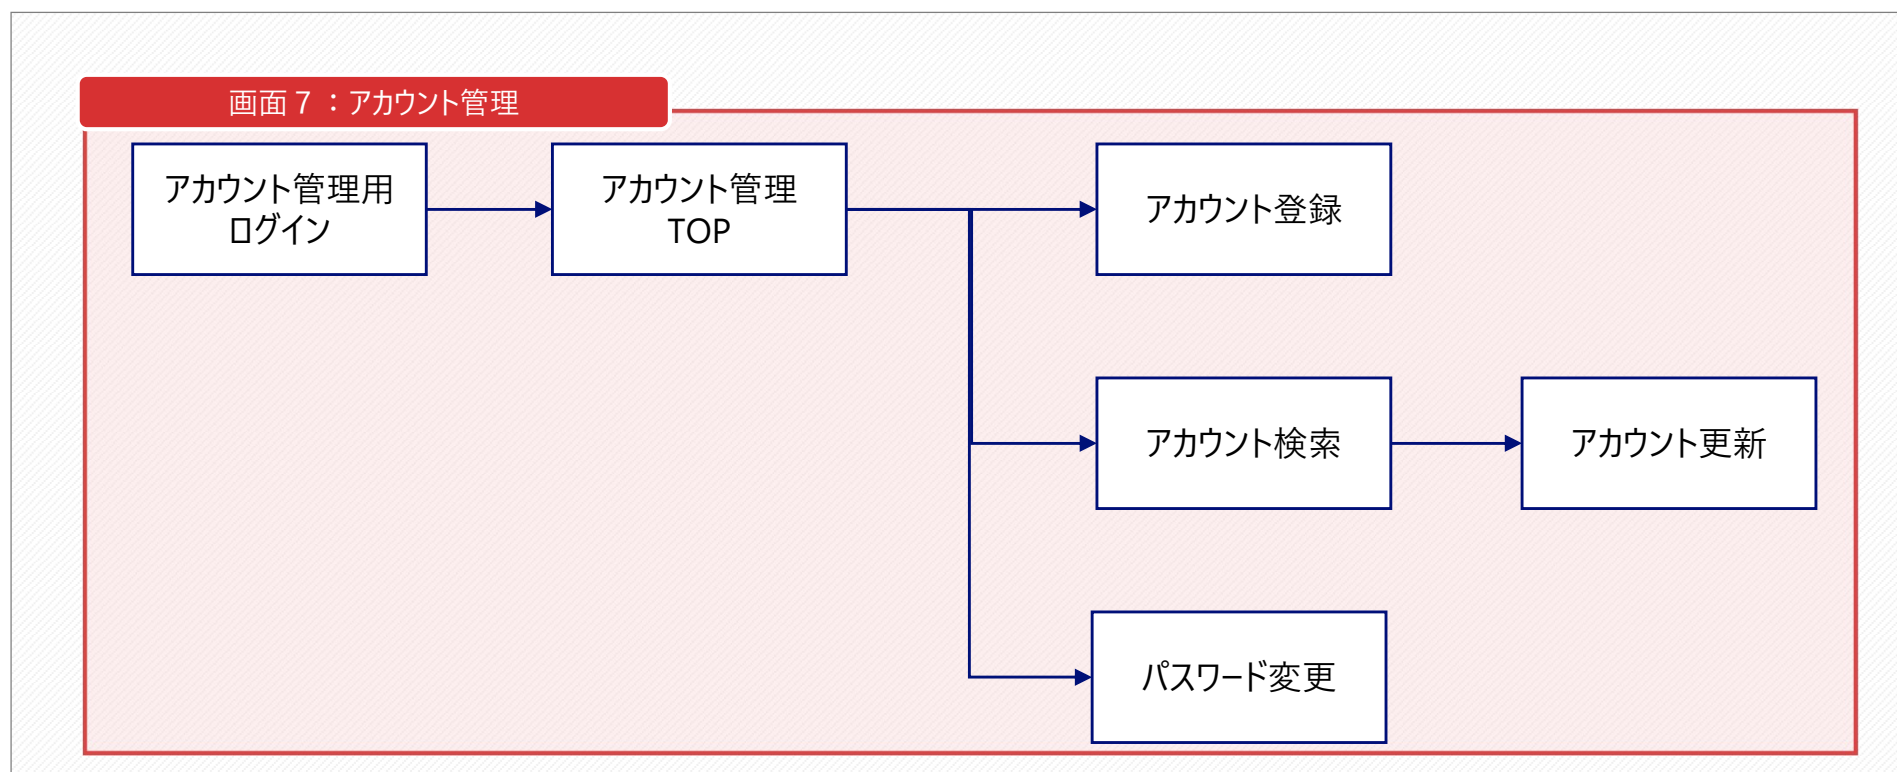 画面７：アカウント管理
アカウント管理用
ログイン
アカウント管理
TOP
アカウント登録
アカウント検索
アカウント更新
パスワード変更